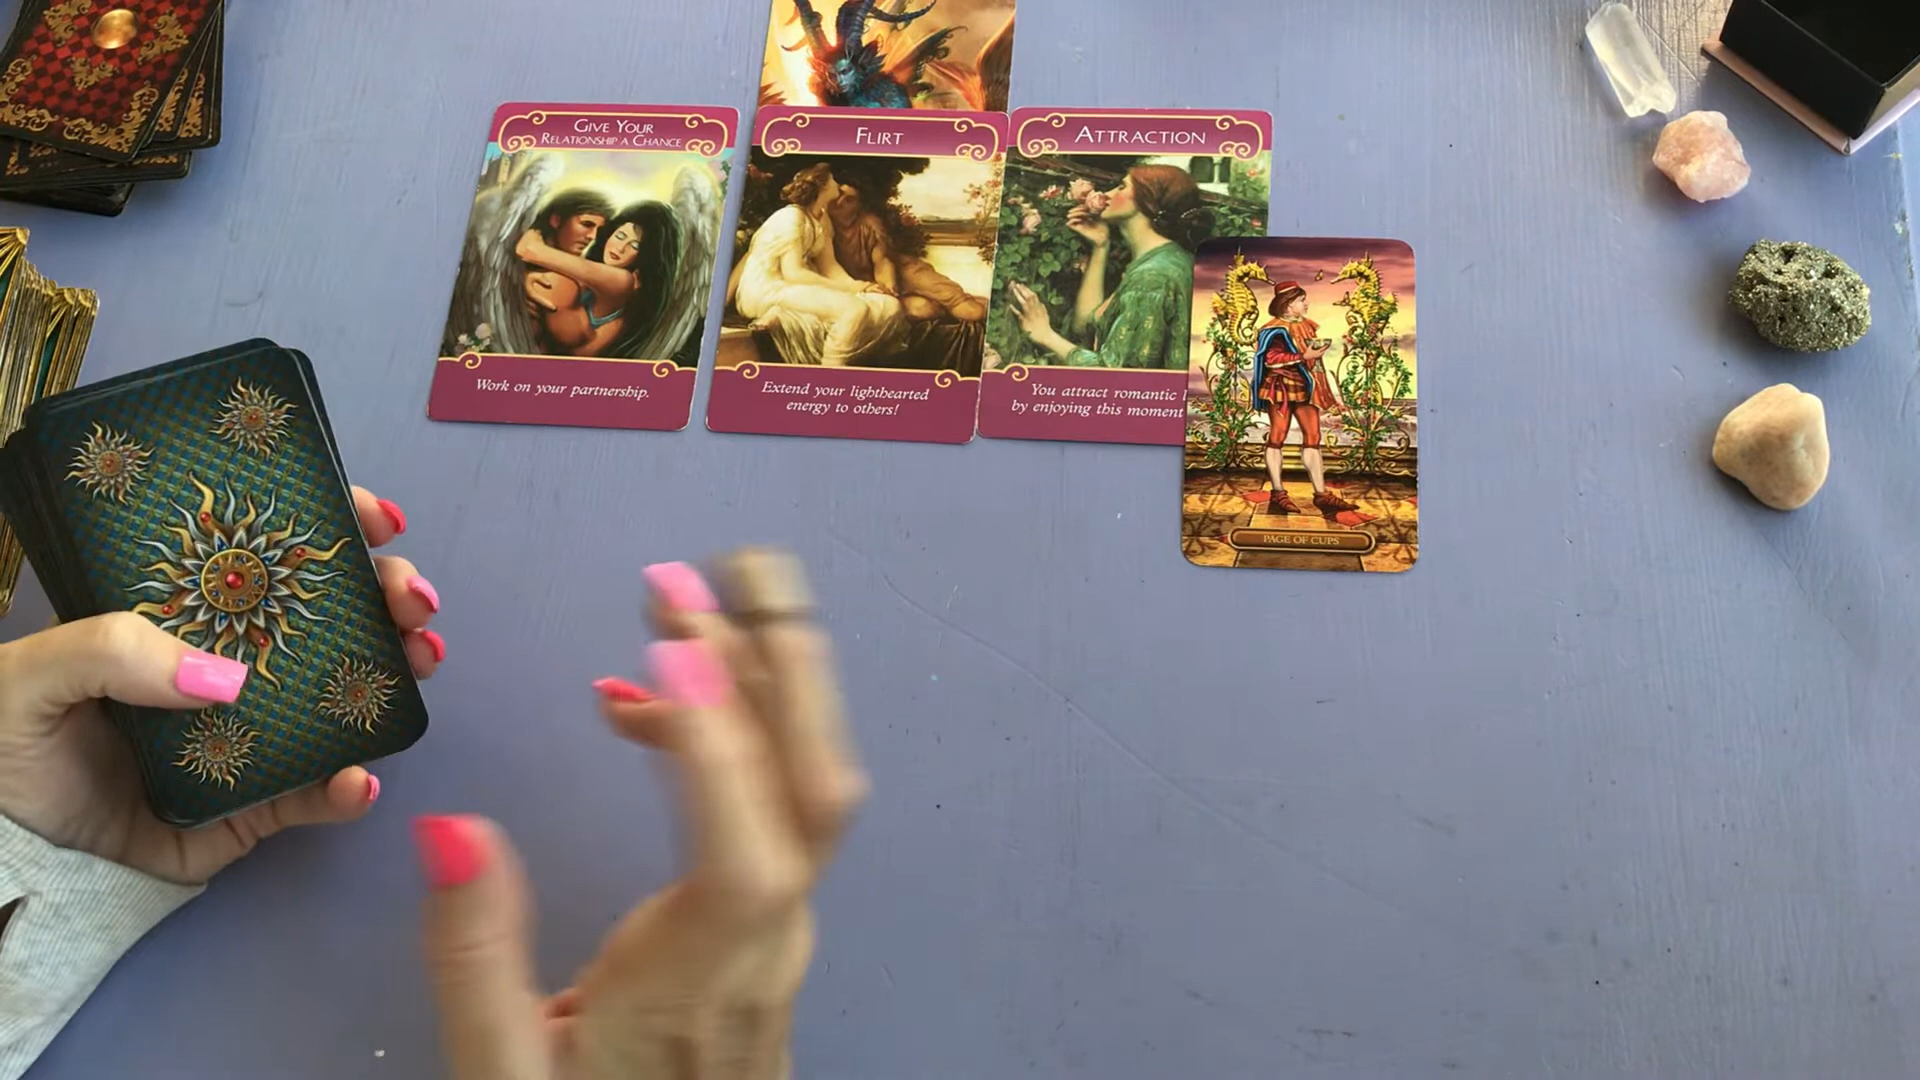 GIVE YOUR
RELATIONSHIP A CHANCE
Work on your partnership.
FLIRT
Extend your lighthearted
energy to others!
ATTRACTION
You attract romantic
by enjoying this moment
PAGE OF CUPS